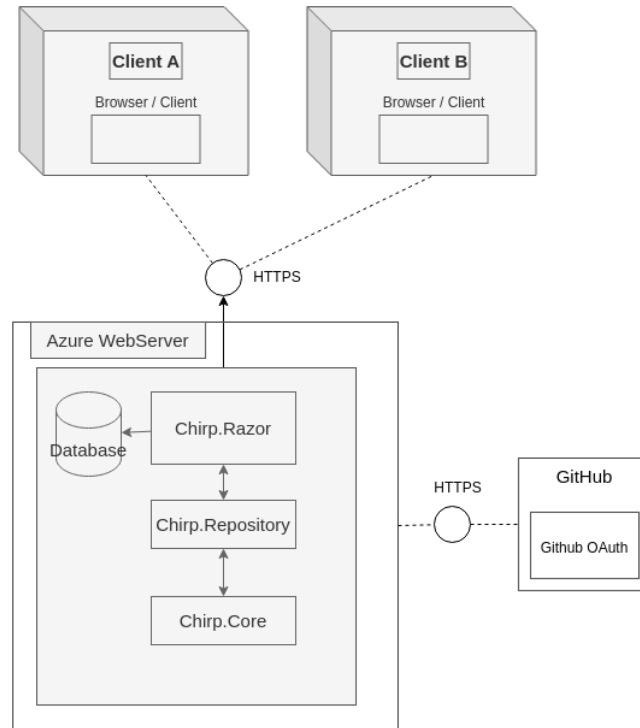 Client A
Browser / Client
Client B
Browser / Client
HTTPS
Azure WebServer
Database
Chirp.Razor
Chirp.Repository
Chirp.Core
HTTPS
GitHub
Github OAuth